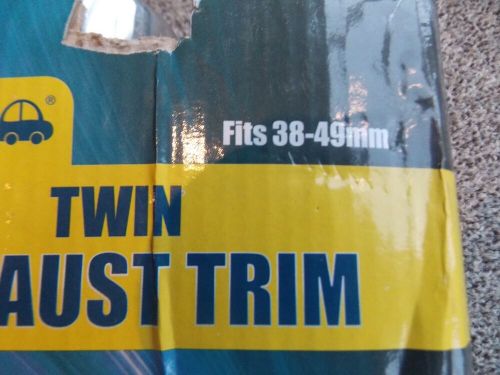 ®
Fits 38-49mm
TWIN
AUST TRIM